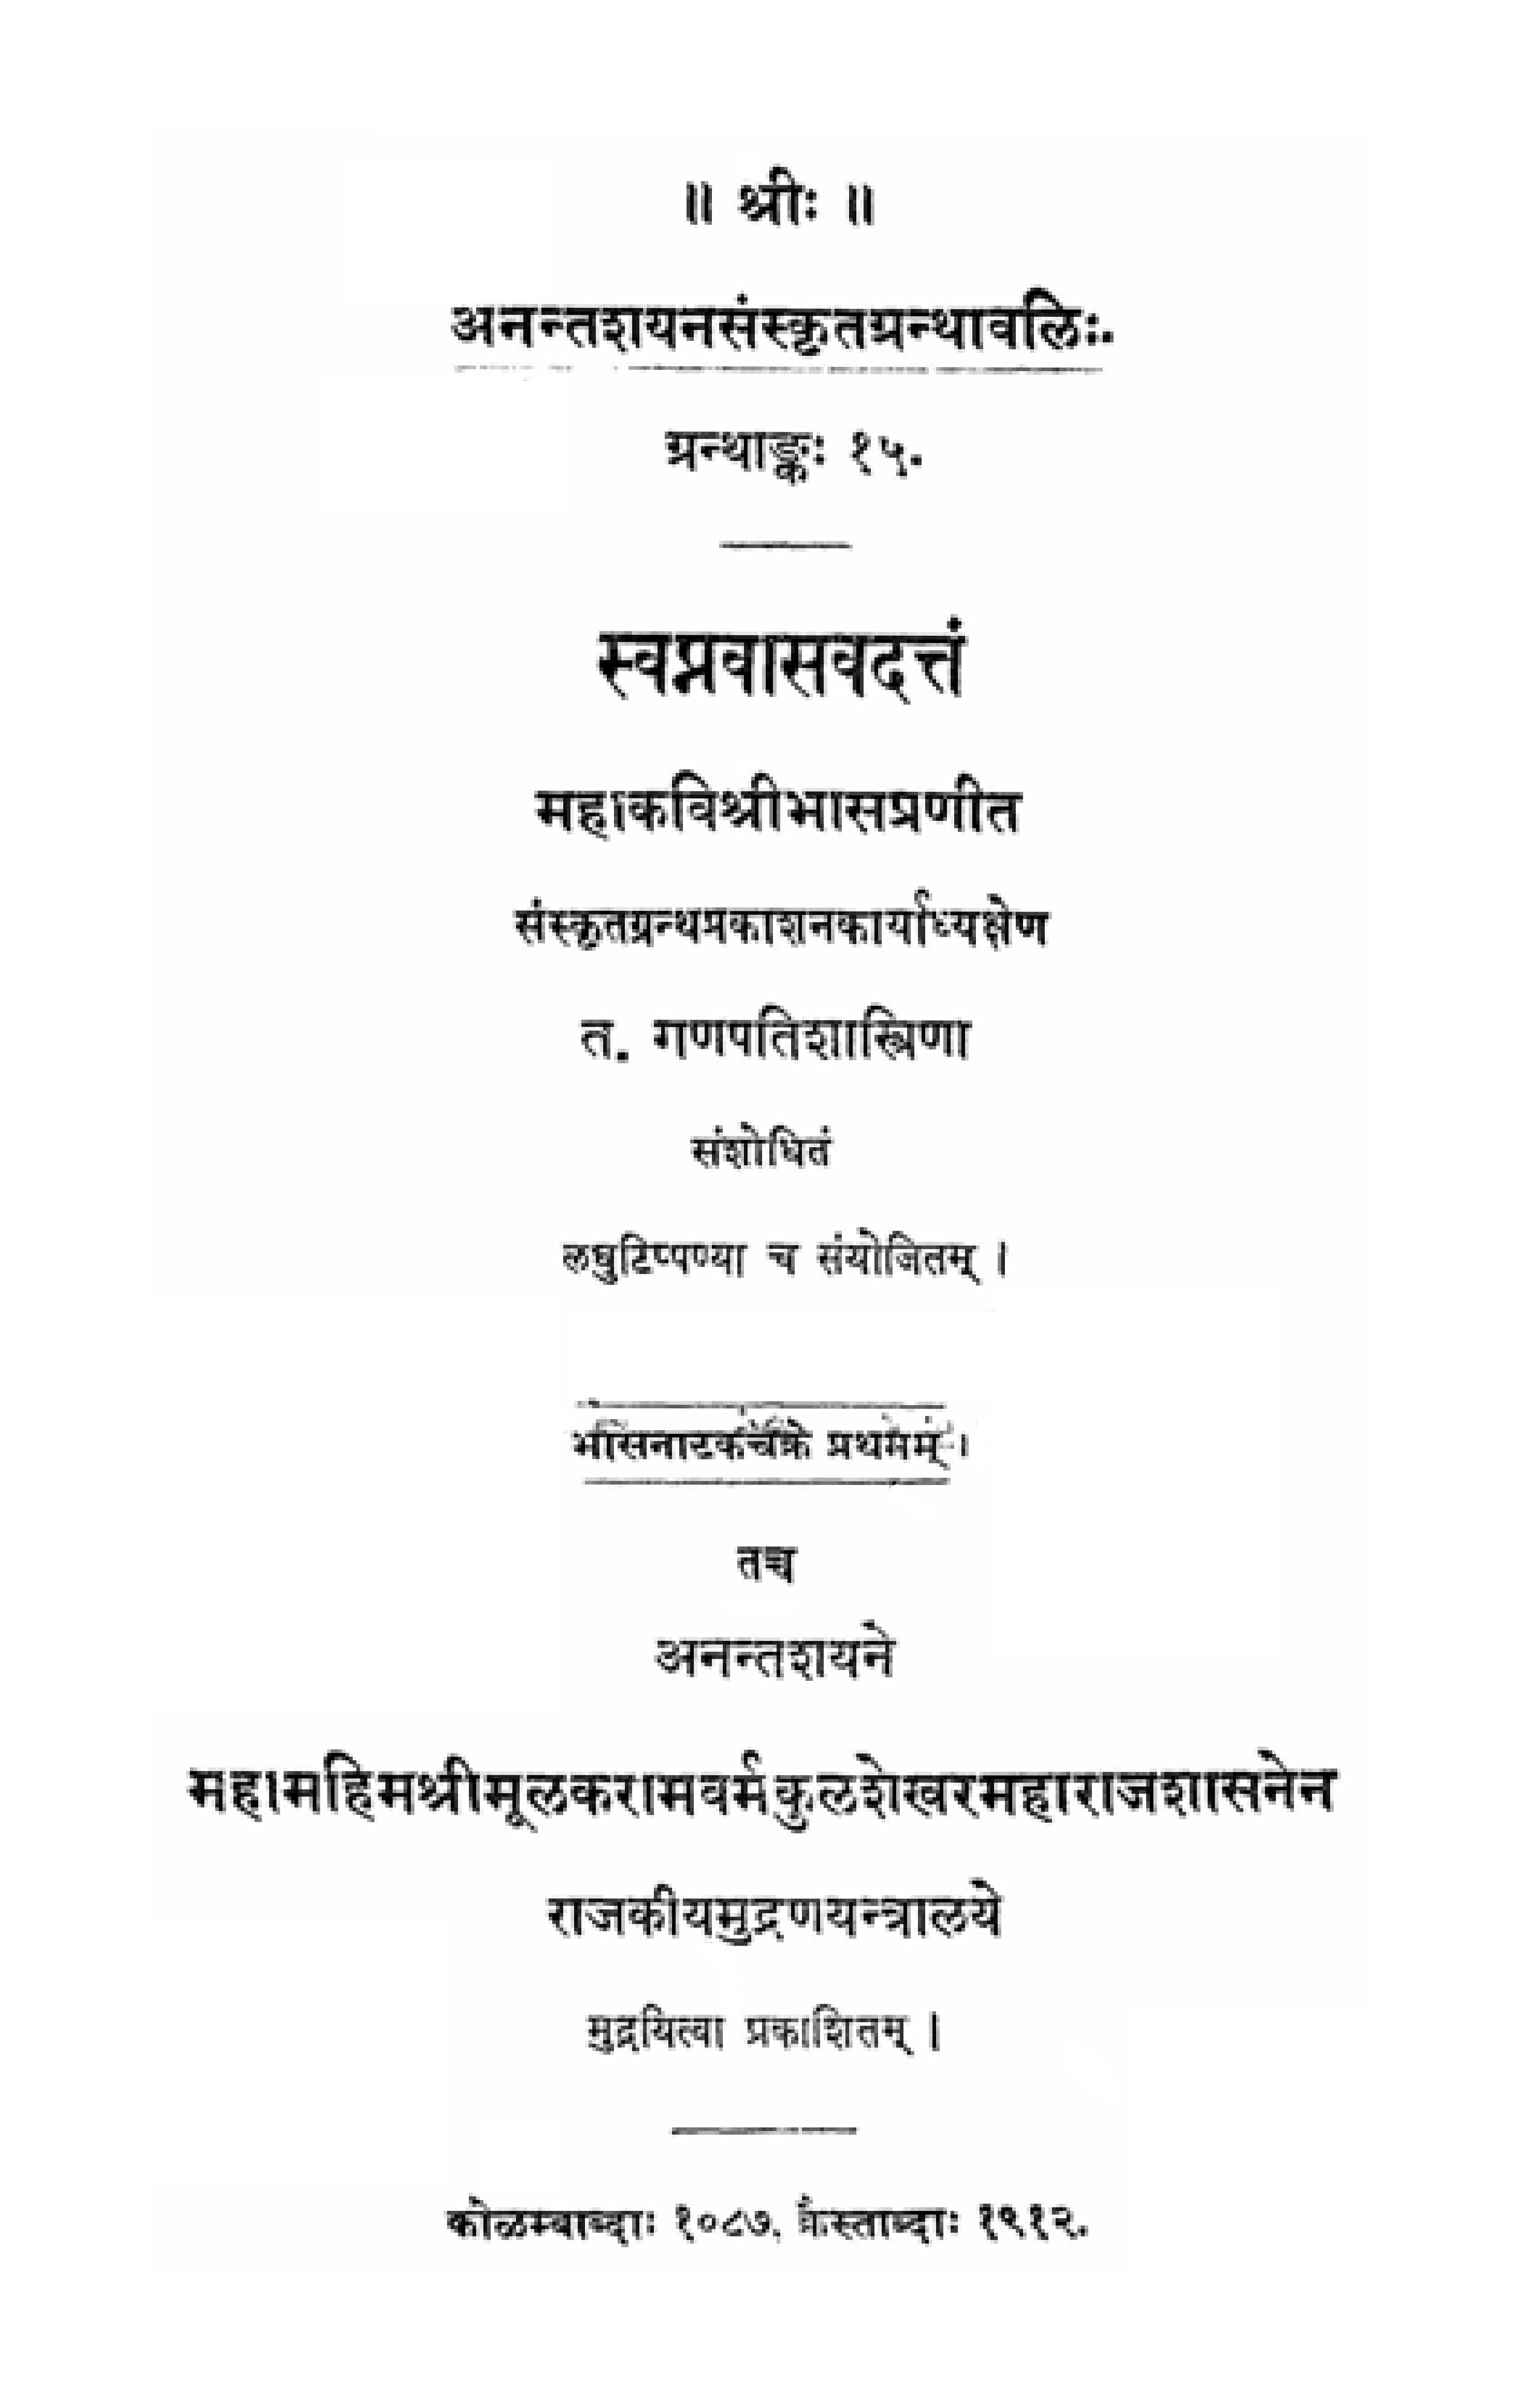 ॥ श्रीः ॥
अनन्तशयनसंस्कृतग्रन्थावलिः.
ग्रन्थाङ्कः १५.
स्वप्नवासवदत्तं
महाकविश्रीभासप्रणीत
संस्कृतग्रन्थप्रकाशनकार्याध्यक्षेण
त. गणपतिशास्त्रिणा
संशोधितं
लघुटिप्पण्या च संयोजितम् ।
भासनाटकचक्रे प्रथमम् ।
तच्च
अनन्तशयने
महामहिमश्रीमूलकरामवर्मकुलशेखरमहाराजशासनेन
राजकीयमुद्रणयन्त्रालये
मुद्रयित्वा प्रकाशितम् ।
कोळम्बाब्दाः १०८७, क्रैस्ताब्दाः १९१२.